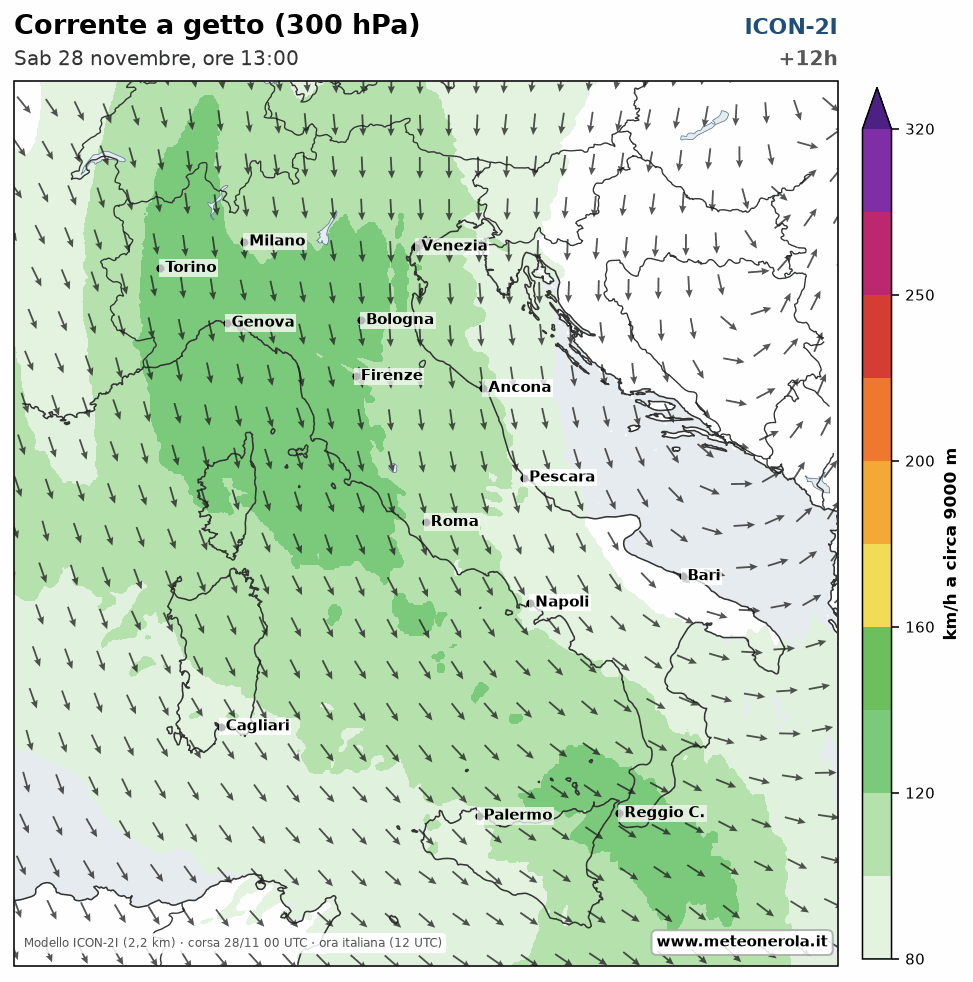 Corrente a getto (300 hPa)
ICON-2I
Sab 28 novembre, ore 13:00
+12h
320
Milano
Venezia
Torino
250
Genova
Bologna
Firenze
Ancona
200
Pescara
km/h a circa 9000 m
Roma
Bari
Napoli
160
Cagliari
120
Palermo
Reggio C.
Modello ICON-2I (2,2 km) · corsa 28/11 00 UTC · ora italiana (12 UTC)
www.meteonerola.it
80